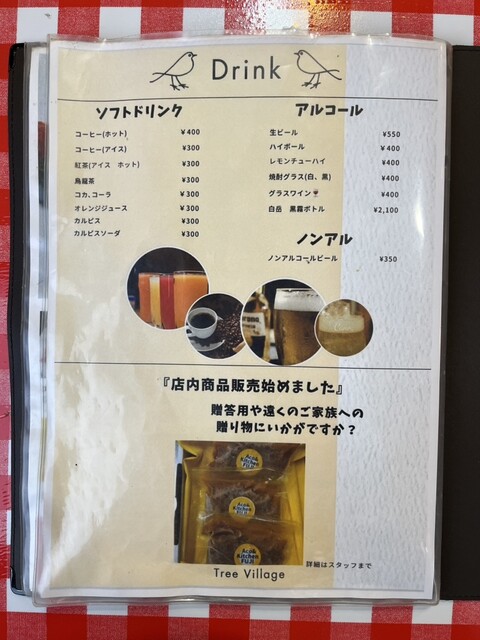 Drink
ソフトドリンク
コーヒー(ホット) ¥400
コーヒー(アイス) ¥300
紅茶(アイス ホット) ¥300
烏龍茶 ¥300
コカ、コーラ ¥300
オレンジジュース ¥300
カルピス ¥300
カルピスソーダ ¥300
アルコール
生ビール ¥550
ハイボール ¥400
レモンチューハイ ¥400
焼酎グラス(白、黒) ¥400
グラスワイン🍷 ¥400
白岳 黒霧ボトル ¥2,100
ノンアル
ノンアルコールビール ¥350
『店内商品販売始めました』
贈答用や遠くのご家族への
贈り物にいかがですか？
Kitchen
FUJI
Kitchen
FUJI
Kitchen
FUJI
Tree Village
詳細はスタッフまで